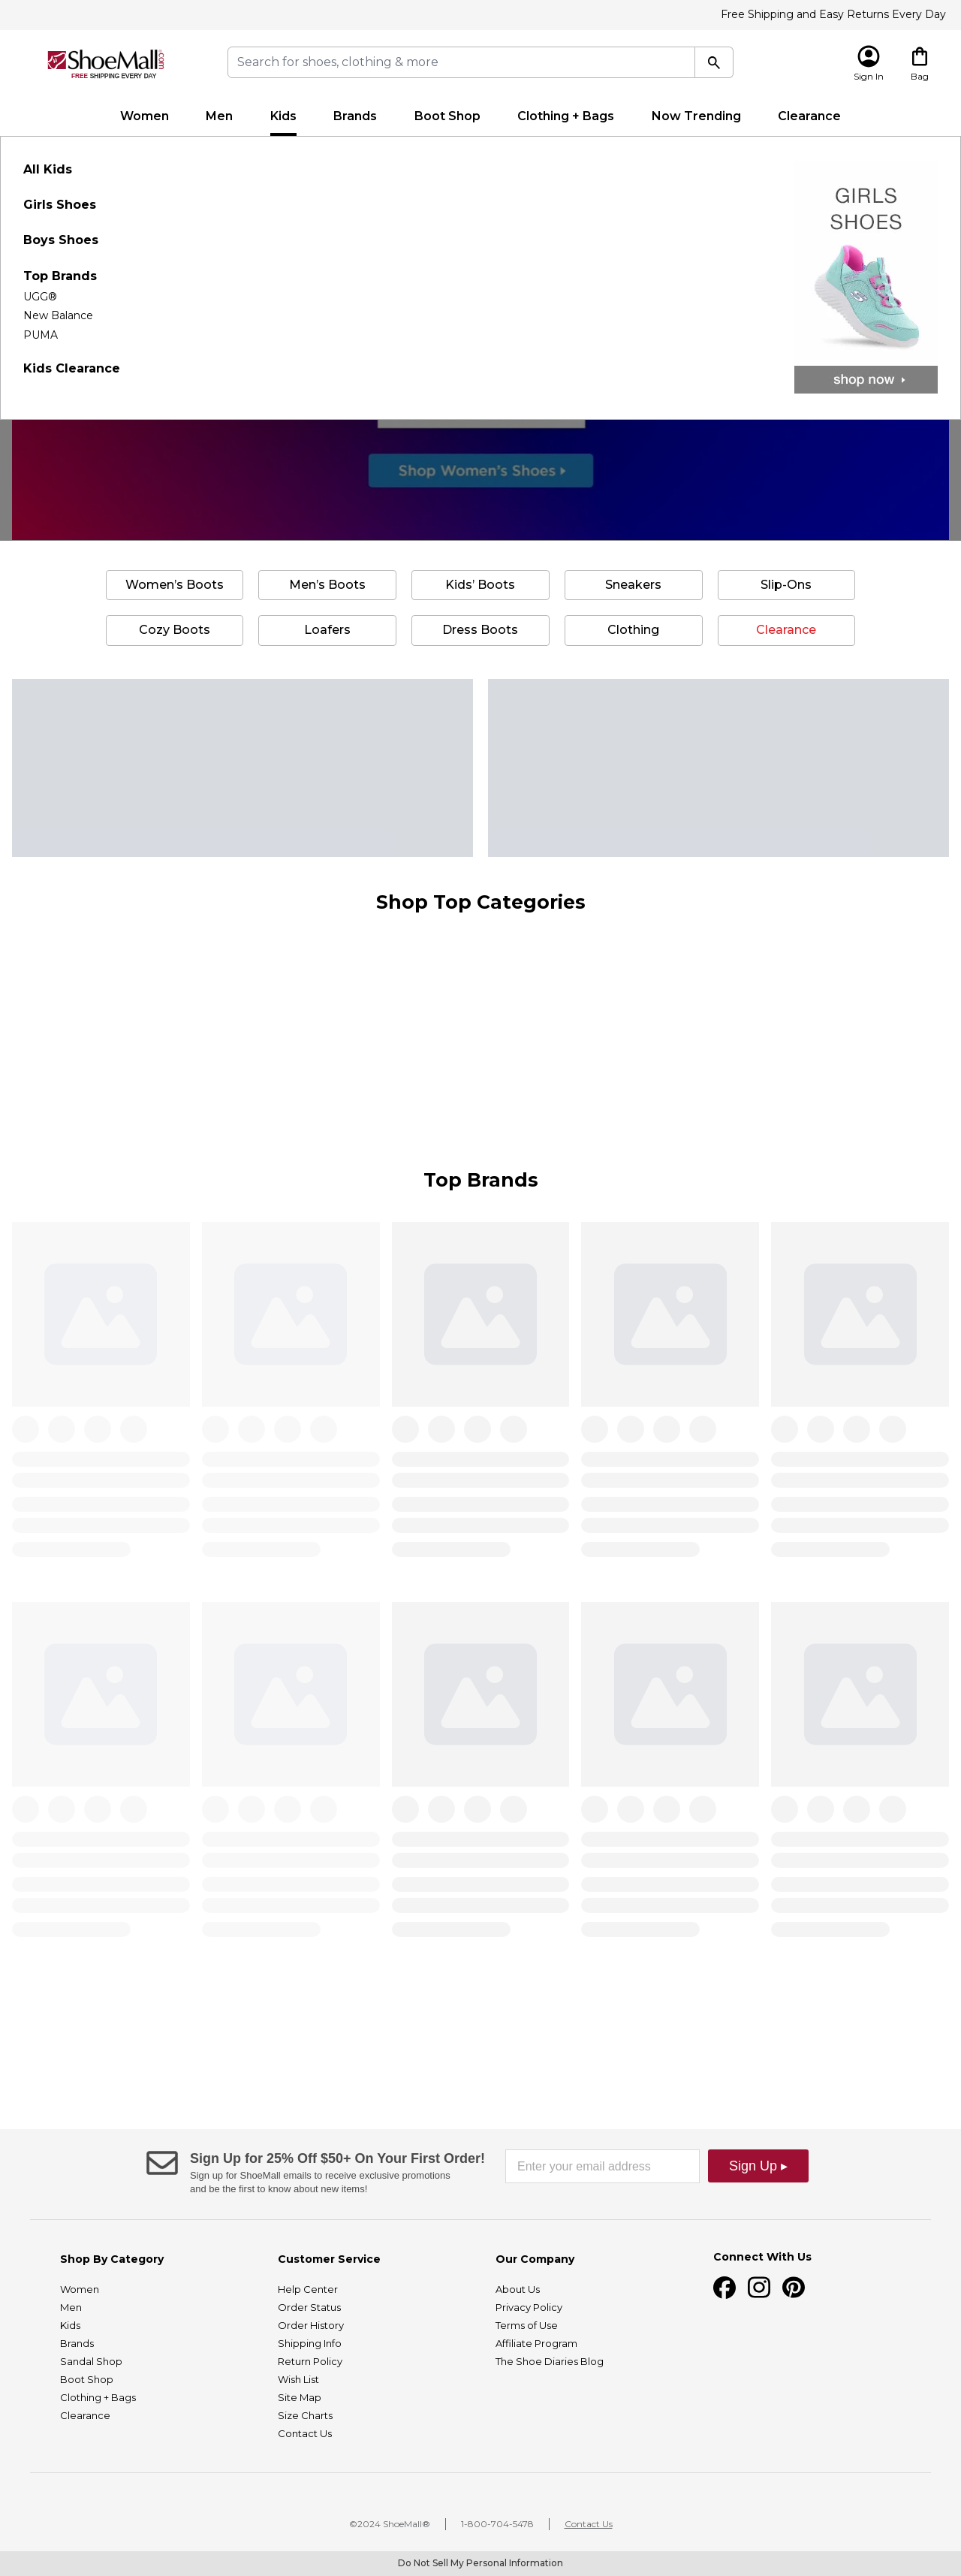 Free Shipping and Easy Returns Every Day
ShoeMall.com
FREE SHIPPING EVERY DAY
Search for shoes, clothing & more
Sign In
Bag
Women
Men
Kids
Brands
Boot Shop
Clothing + Bags
Now Trending
Clearance
All Kids
Girls Shoes
Boys Shoes
Top Brands
UGG®
New Balance
PUMA
Kids Clearance
GIRLS
SHOES
shop now
Shop Women's Shoes
Women's Boots
Men's Boots
Kids' Boots
Sneakers
Slip-Ons
Cozy Boots
Loafers
Dress Boots
Clothing
Clearance
Shop Top Categories
Top Brands
Sign Up for 25% Off $50+ On Your First Order!
Sign up for ShoeMall emails to receive exclusive promotions
and be the first to know about new items!
Enter your email address
Sign Up ▸
Shop By Category
Women
Men
Kids
Brands
Sandal Shop
Boot Shop
Clothing + Bags
Clearance
Customer Service
Help Center
Order Status
Order History
Shipping Info
Return Policy
Wish List
Site Map
Size Charts
Contact Us
Our Company
About Us
Privacy Policy
Terms of Use
Affiliate Program
The Shoe Diaries Blog
Connect With Us
©2024 ShoeMall®
1-800-704-5478
Contact Us
Do Not Sell My Personal Information